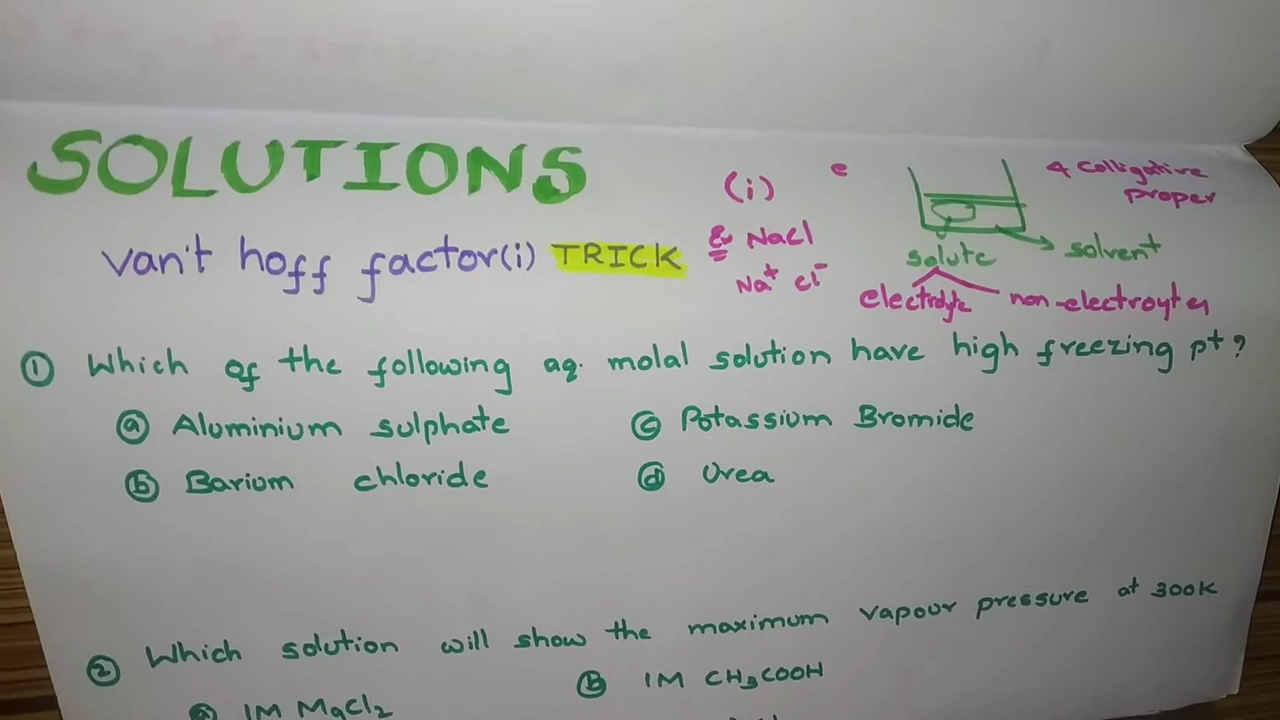 SOLUTIONS
van't hoff factor(i) TRICK
(i)
Ex NaCl
Na⁺ Cl⁻
e
4 Colligative
proper
solute
solvent
electrolyte non-electroytes
① Which of the following aq. molal solution have high freezing pt?
ⓐ Aluminium sulphate ⓒ Potassium Bromide
ⓑ Barium chloride ⓓ Urea
② Which solution will show the maximum vapour pressure at 300K
ⓐ 1M MgCl₂ ⓑ 1M CH₃COOH